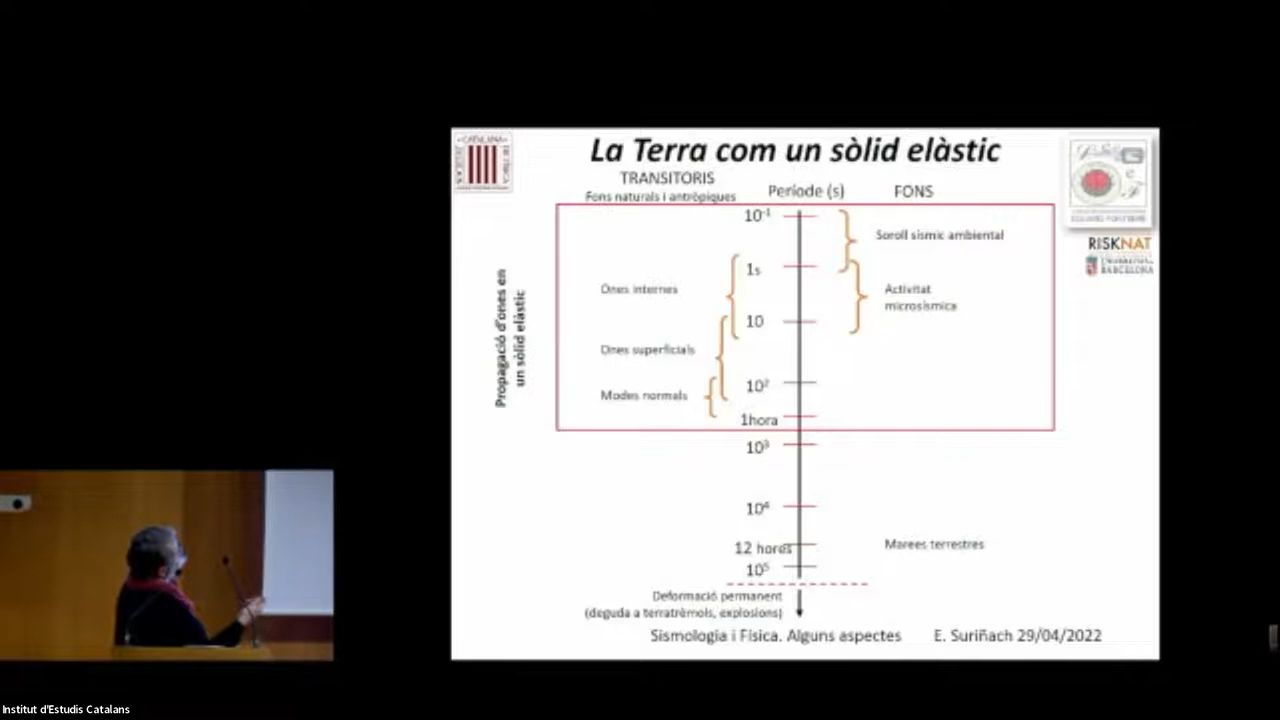 La Terra com un sòlid elàstic
TRANSITORIS
Fons naturals i antròpiques
Període (s)
FONS
10⁻¹
Soroll sísmic ambiental
1s
Ones internes
Activitat
microsísmica
10
Ones superficials
10²
Modes normals
1hora
10³
10⁴
12 hores
Marees terrestres
10⁵
Deformació permanent
(deguda a terratrèmols, explosions)
Propagació d'ones en
un sòlid elàstic
Sismologia i Física. Alguns aspectes
E. Suriñach 29/04/2022
RISKNAT
UNIVERSITAT DE
BARCELONA
Institut d'Estudis Catalans